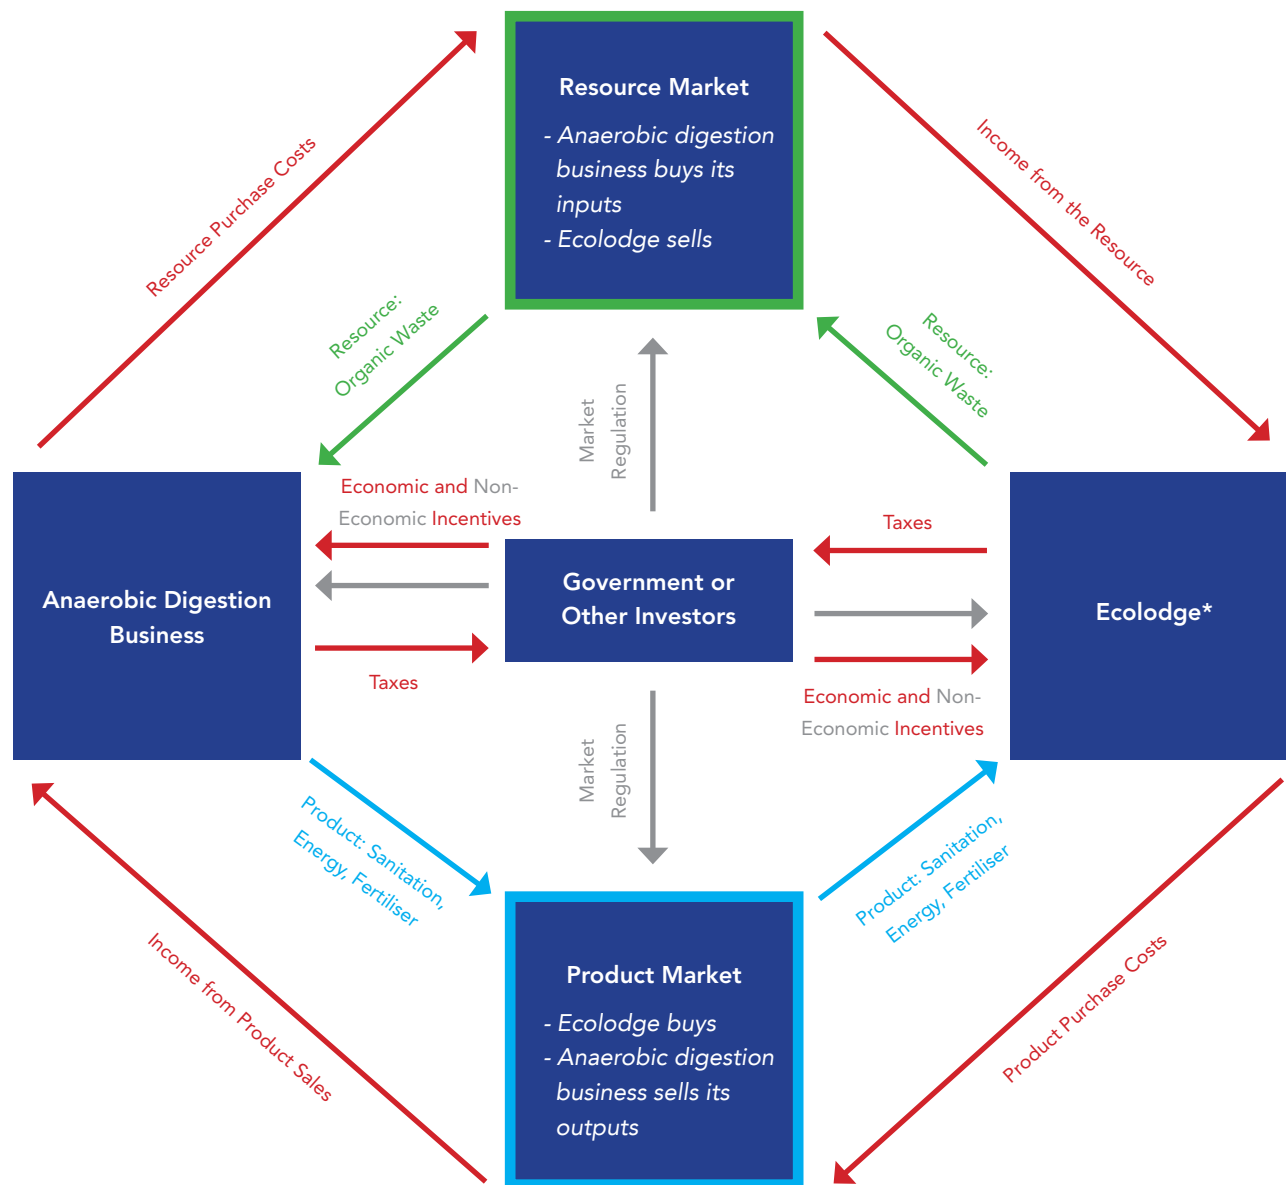 Resource Market
- Anaerobic digestion
business buys its
inputs
- Ecolodge sells
Resource Purchase Costs
Income from the Resource
Resource:
Organic Waste
Resource:
Organic Waste
Market
Regulation
Economic and Non-
Economic Incentives
Taxes
Anaerobic Digestion
Business
Government or
Other Investors
Ecolodge*
Taxes
Economic and Non-
Economic Incentives
Market
Regulation
Product: Sanitation,
Energy, Fertiliser
Product: Sanitation,
Energy, Fertiliser
Income from Product Sales
Product Purchase Costs
Product Market
- Ecolodge buys
- Anaerobic digestion
business sells its
outputs